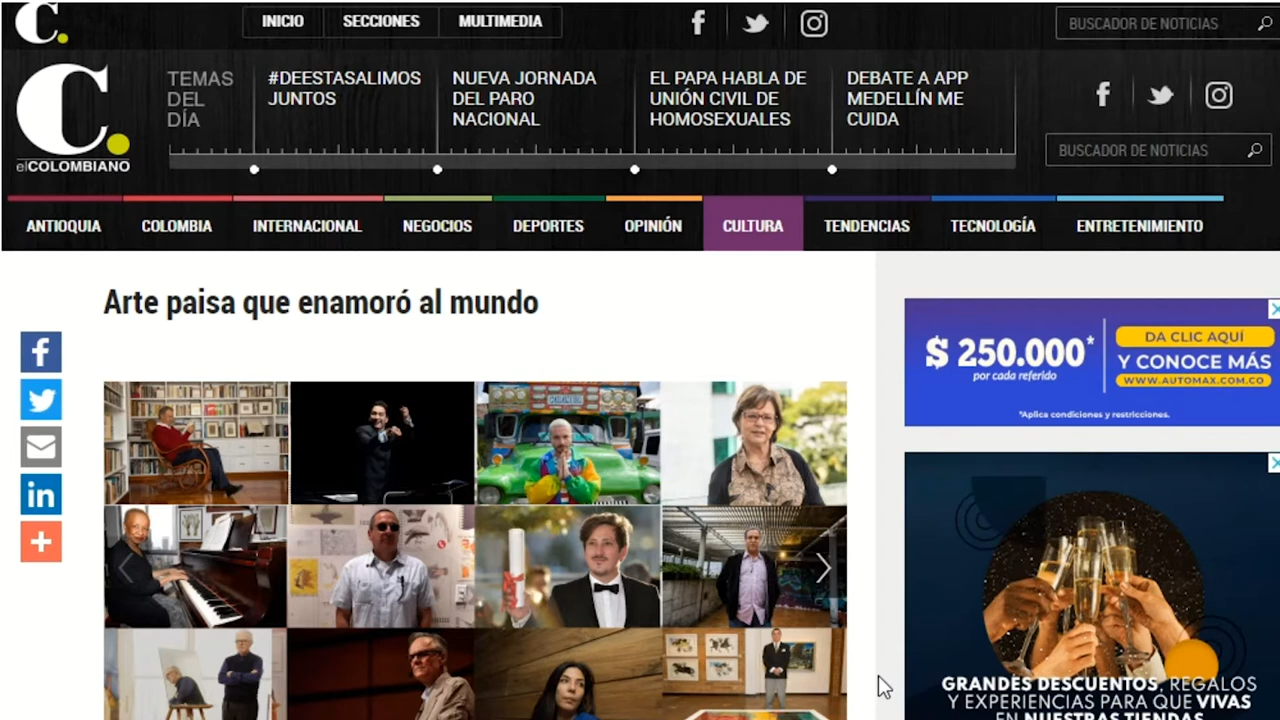 INICIO
SECCIONES
MULTIMEDIA
BUSCADOR DE NOTICIAS
C.
elCOLOMBIANO
TEMAS
DEL
DÍA
#DEESTASALIMOS
JUNTOS
NUEVA JORNADA
DEL PARO
NACIONAL
EL PAPA HABLA DE
UNIÓN CIVIL DE
HOMOSEXUALES
DEBATE A APP
MEDELLÍN ME
CUIDA
BUSCADOR DE NOTICIAS
ANTIOQUIA
COLOMBIA
INTERNACIONAL
NEGOCIOS
DEPORTES
OPINIÓN
CULTURA
TENDENCIAS
TECNOLOGÍA
ENTRETENIMIENTO
Arte paisa que enamoró al mundo
$ 250.000*
por cada referido
DA CLIC AQUÍ
Y CONOCE MÁS
WWW.AUTOMAX.COM.CO
*Aplica condiciones y restricciones.
GRANDES DESCUENTOS, REGALOS
Y EXPERIENCIAS PARA QUE VIVAS
EN NUESTRAS TIENDAS